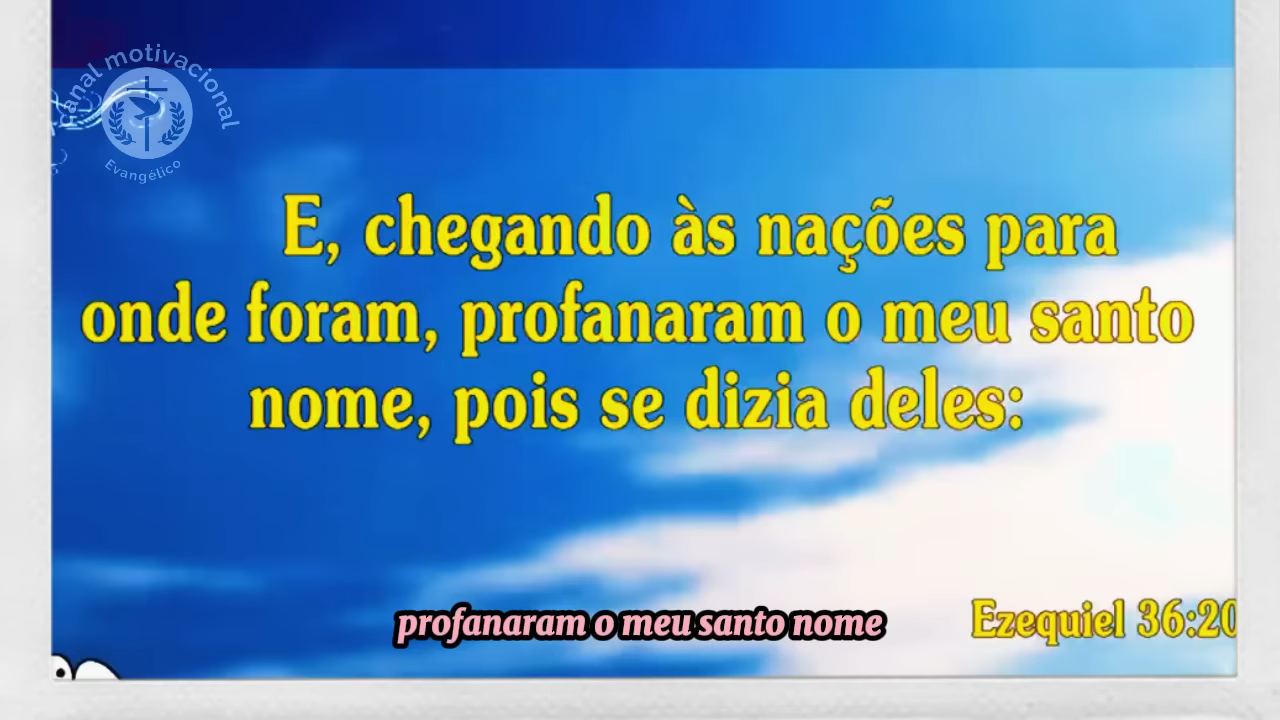 canal motivacional
Evangélico
E, chegando às nações para
onde foram, profanaram o meu santo
nome, pois se dizia deles:
profanaram o meu santo nome
Ezequiel 36:20